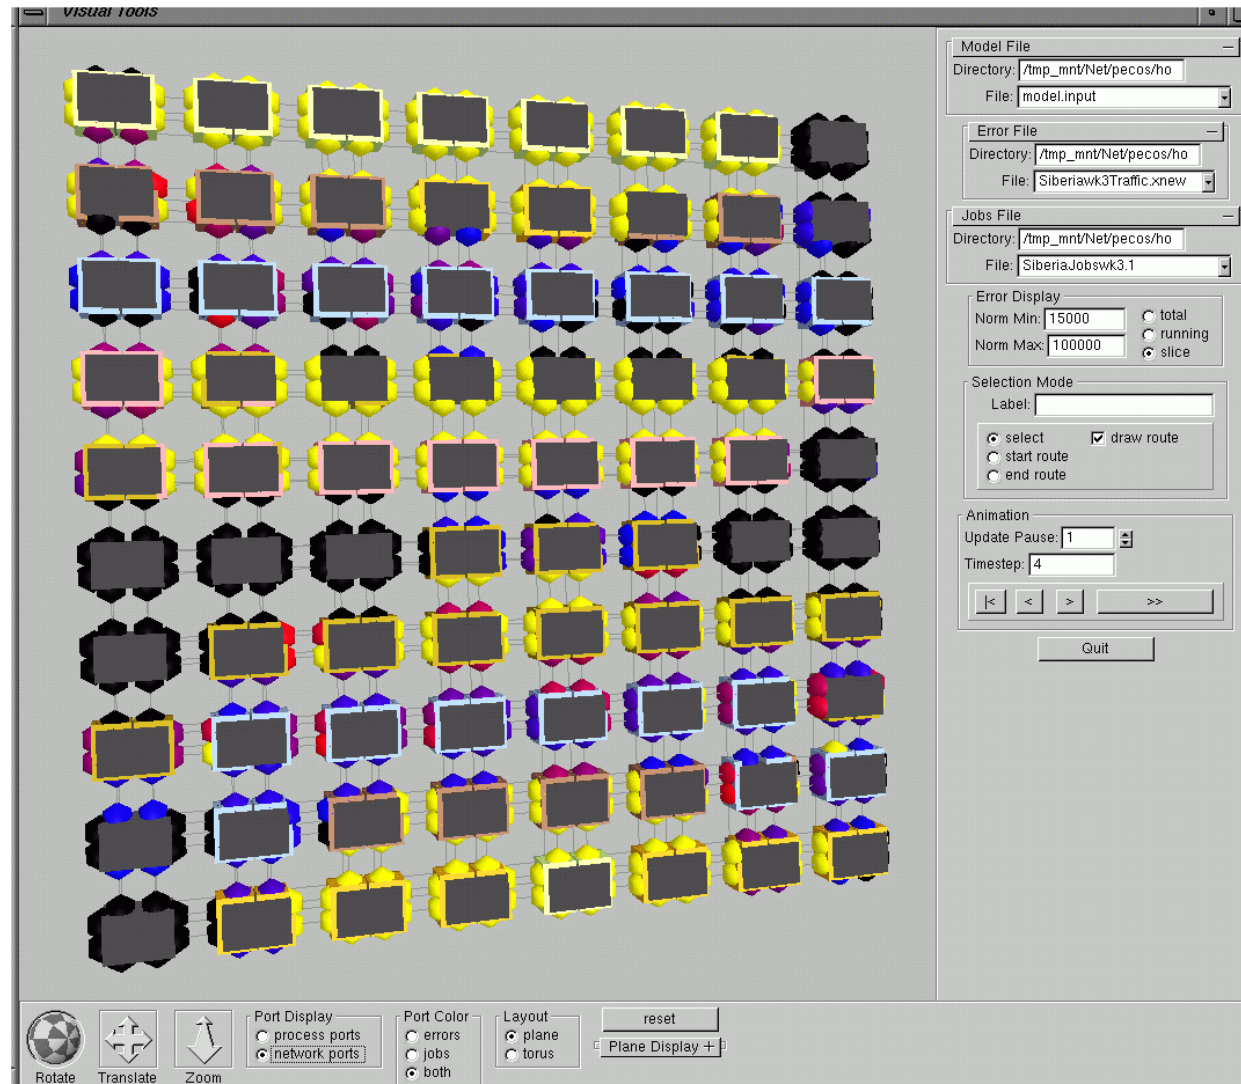 Visual Tools
Model File
Directory: /tmp_mnt/Net/pecos/ho
File: model.input
Error File
Directory: /tmp_mnt/Net/pecos/ho
File: Siberiawk3Traffic.xnew
Jobs File
Directory: /tmp_mnt/Net/pecos/ho
File: SiberiaJobswk3.1
Error Display
Norm Min: 15000
total
running
Norm Max: 100000
slice
Selection Mode
Label:
select draw route
start route
end route
Animation
Update Pause: 1
Timestep: 4
|< < > >>
Quit
Port Display
process ports
network ports
Port Color
errors
jobs
both
Layout
plane
torus
reset
Plane Display +
Rotate Translate Zoom